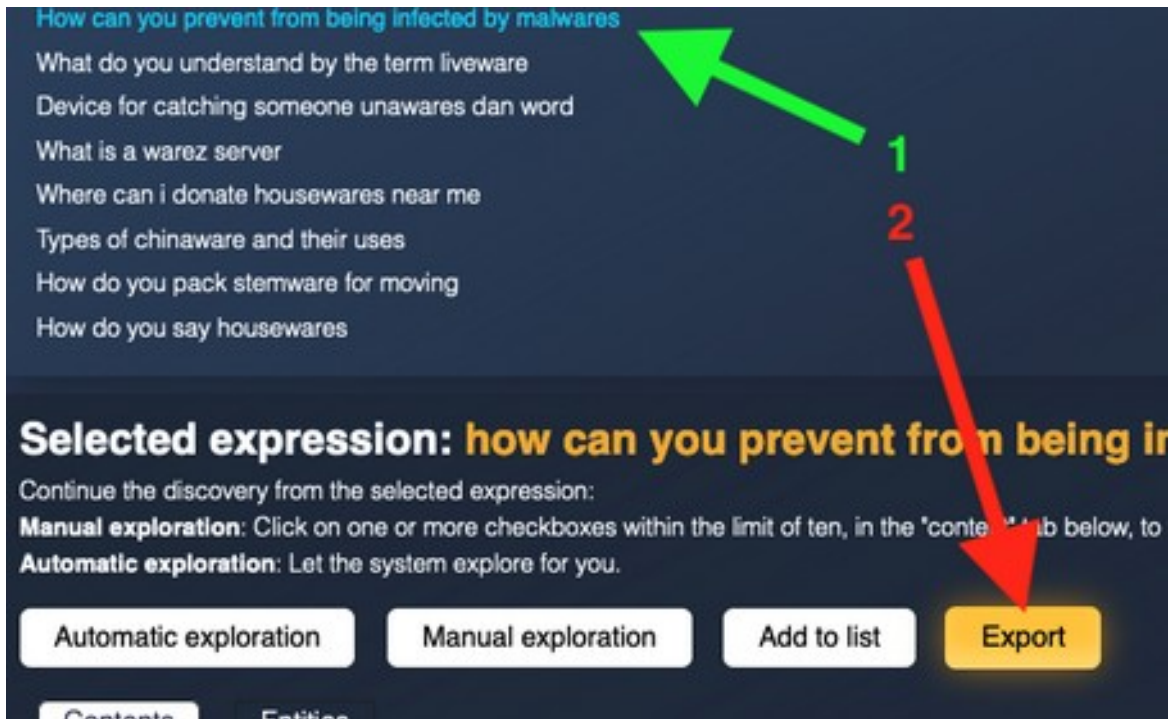 How can you prevent from being infected by malwares
What do you understand by the term liveware
Device for catching someone unawares dan word
What is a warez server
Where can i donate housewares near me
Types of chinaware and their uses
How do you pack stemware for moving
How do you say housewares
1
2
Selected expression: how can you prevent from being in
Continue the discovery from the selected expression:
Manual exploration: Click on one or more checkboxes within the limit of ten, in the "content" tab below, to
Automatic exploration: Let the system explore for you.
Automatic exploration Manual exploration Add to list Export
Contents Entities